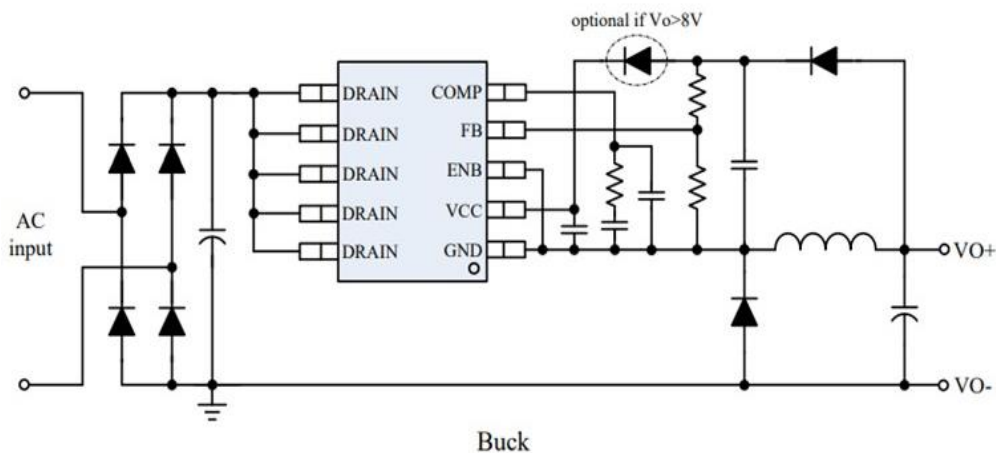 optional if Vo>8V
DRAIN COMP
DRAIN FB
DRAIN ENB
DRAIN VCC
DRAIN GND
AC
input
VO+
VO-
Buck